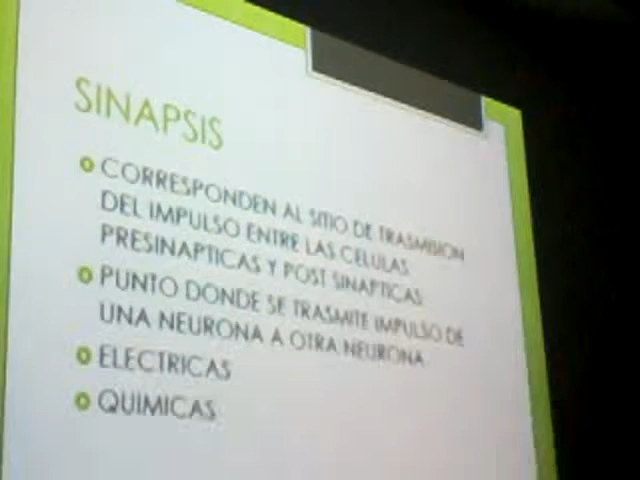 SINAPSIS
CORRESPONDEN AL SITIO DE TRASMISION
DEL IMPULSO ENTRE LAS CELULAS
PRESINAPTICAS Y POST SINAPTICAS
PUNTO DONDE SE TRASMITE IMPULSO DE
UNA NEURONA A OTRA NEURONA
ELECTRICAS
QUIMICAS